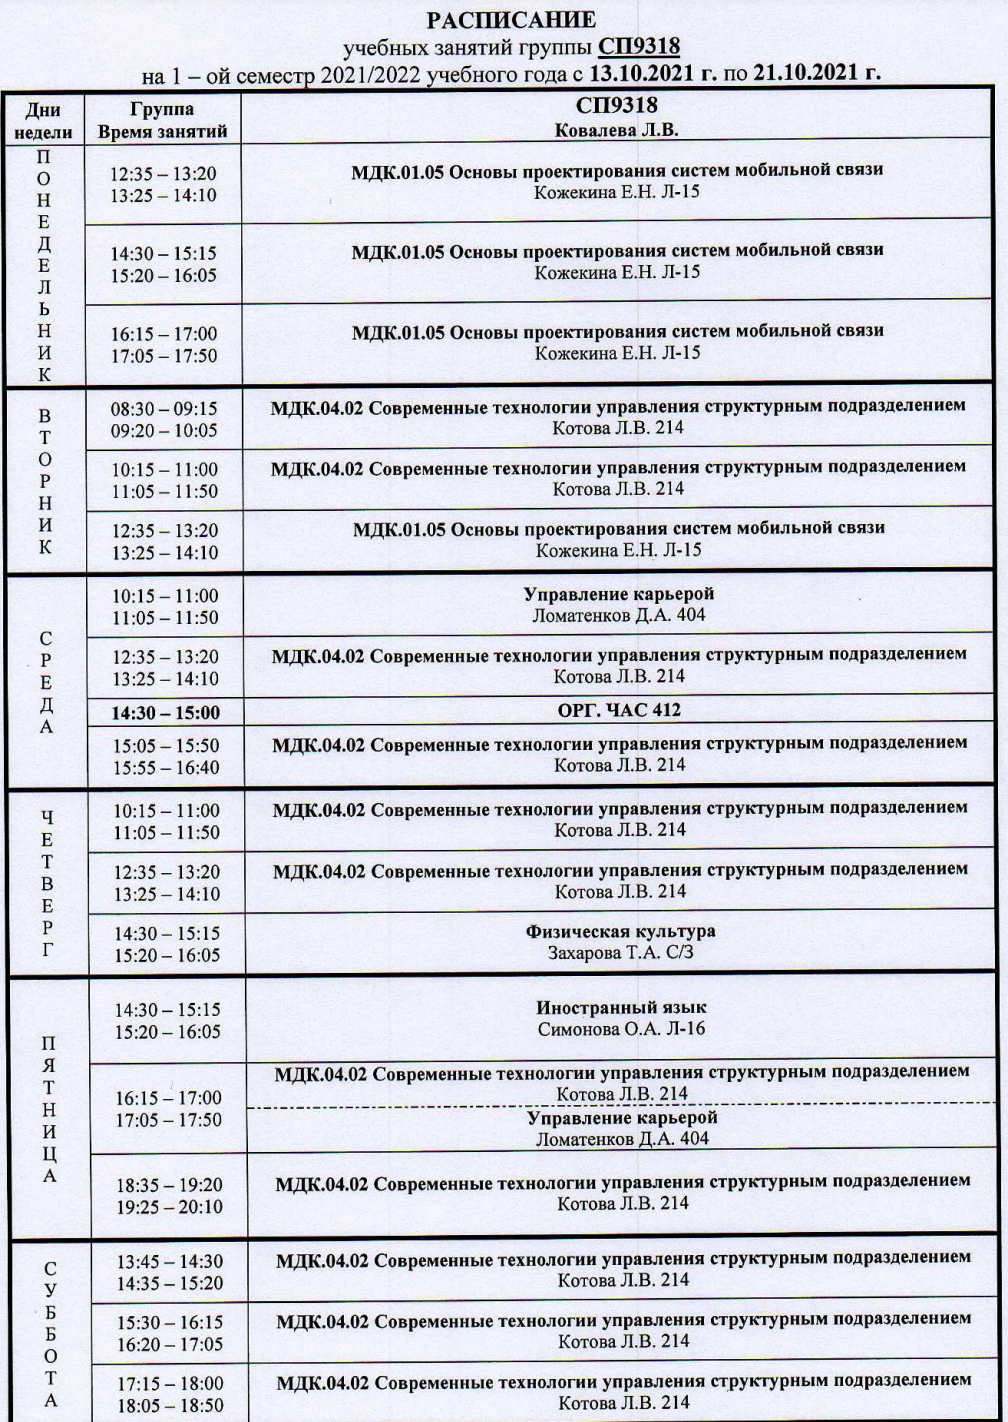 РАСПИСАНИЕ
учебных занятий группы СП9318
на 1 – ой семестр 2021/2022 учебного года с 13.10.2021 г. по 21.10.2021 г.
Дни недели
Группа
Время занятий
СП9318
Ковалева Л.В.
ПОНЕДЕЛЬНИК
12:35 – 13:20
13:25 – 14:10
МДК.01.05 Основы проектирования систем мобильной связи
Кожекина Е.Н. Л-15
14:30 – 15:15
15:20 – 16:05
МДК.01.05 Основы проектирования систем мобильной связи
Кожекина Е.Н. Л-15
16:15 – 17:00
17:05 – 17:50
МДК.01.05 Основы проектирования систем мобильной связи
Кожекина Е.Н. Л-15
ВТОРНИК
08:30 – 09:15
09:20 – 10:05
МДК.04.02 Современные технологии управления структурным подразделением
Котова Л.В. 214
10:15 – 11:00
11:05 – 11:50
МДК.04.02 Современные технологии управления структурным подразделением
Котова Л.В. 214
12:35 – 13:20
13:25 – 14:10
МДК.01.05 Основы проектирования систем мобильной связи
Кожекина Е.Н. Л-15
СРЕДА
10:15 – 11:00
11:05 – 11:50
Управление карьерой
Ломатенков Д.А. 404
12:35 – 13:20
13:25 – 14:10
МДК.04.02 Современные технологии управления структурным подразделением
Котова Л.В. 214
14:30 – 15:00
ОРГ. ЧАС 412
15:05 – 15:50
15:55 – 16:40
МДК.04.02 Современные технологии управления структурным подразделением
Котова Л.В. 214
ЧЕТВЕРГ
10:15 – 11:00
11:05 – 11:50
МДК.04.02 Современные технологии управления структурным подразделением
Котова Л.В. 214
12:35 – 13:20
13:25 – 14:10
МДК.04.02 Современные технологии управления структурным подразделением
Котова Л.В. 214
14:30 – 15:15
15:20 – 16:05
Физическая культура
Захарова Т.А. С/З
ПЯТНИЦА
14:30 – 15:15
15:20 – 16:05
Иностранный язык
Симонова О.А. Л-16
16:15 – 17:00
17:05 – 17:50
МДК.04.02 Современные технологии управления структурным подразделением
Котова Л.В. 214
Управление карьерой
Ломатенков Д.А. 404
18:35 – 19:20
19:25 – 20:10
МДК.04.02 Современные технологии управления структурным подразделением
Котова Л.В. 214
СУББОТА
13:45 – 14:30
14:35 – 15:20
МДК.04.02 Современные технологии управления структурным подразделением
Котова Л.В. 214
15:30 – 16:15
16:20 – 17:05
МДК.04.02 Современные технологии управления структурным подразделением
Котова Л.В. 214
17:15 – 18:00
18:05 – 18:50
МДК.04.02 Современные технологии управления структурным подразделением
Котова Л.В. 214